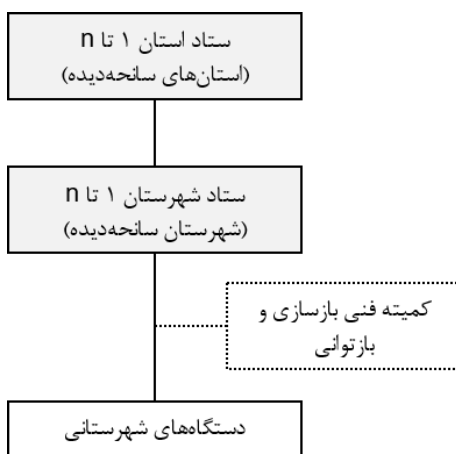 ستاد استان ۱ تا n
(استان‌های سانحه‌دیده)
ستاد شهرستان ۱ تا n
(شهرستان سانحه‌دیده)
کمیته فنی بازسازی و
بازتوانی
دستگاه‌های شهرستانی